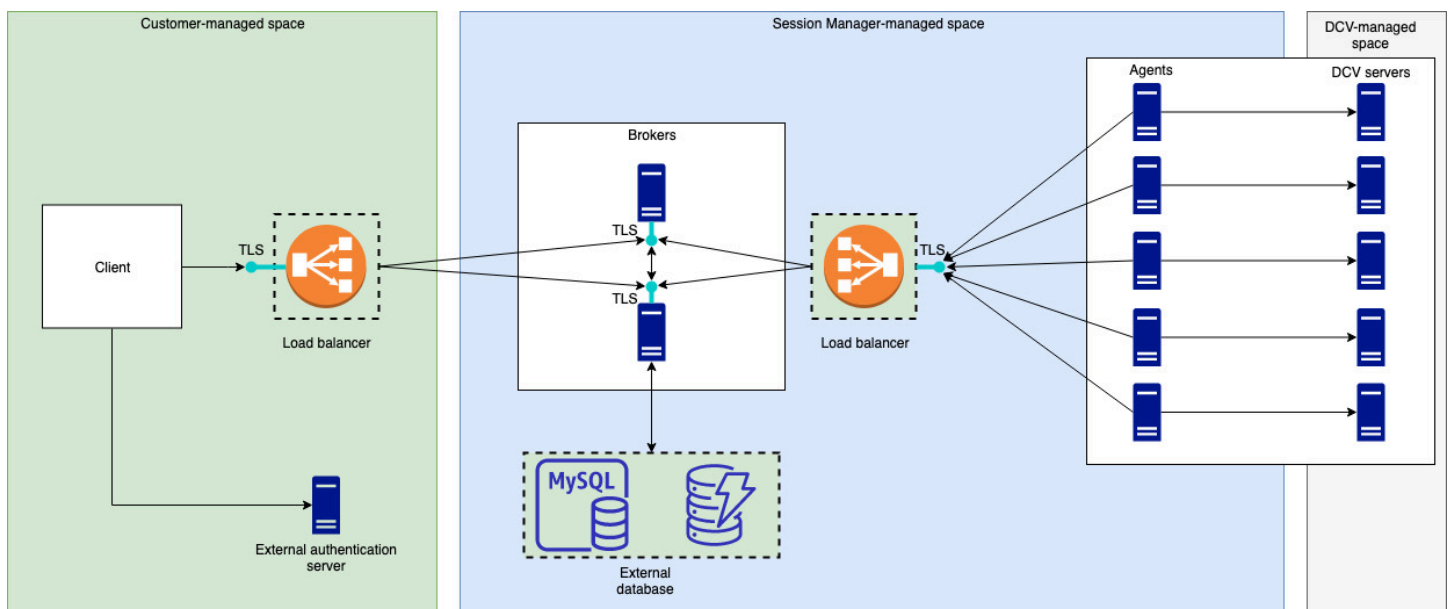 Customer-managed space
Session Manager-managed space
DCV-managed
space
Agents
DCV servers
Brokers
TLS
TLS
TLS
TLS
Client
Load balancer
Load balancer
MySQL
External authentication
server
External
database